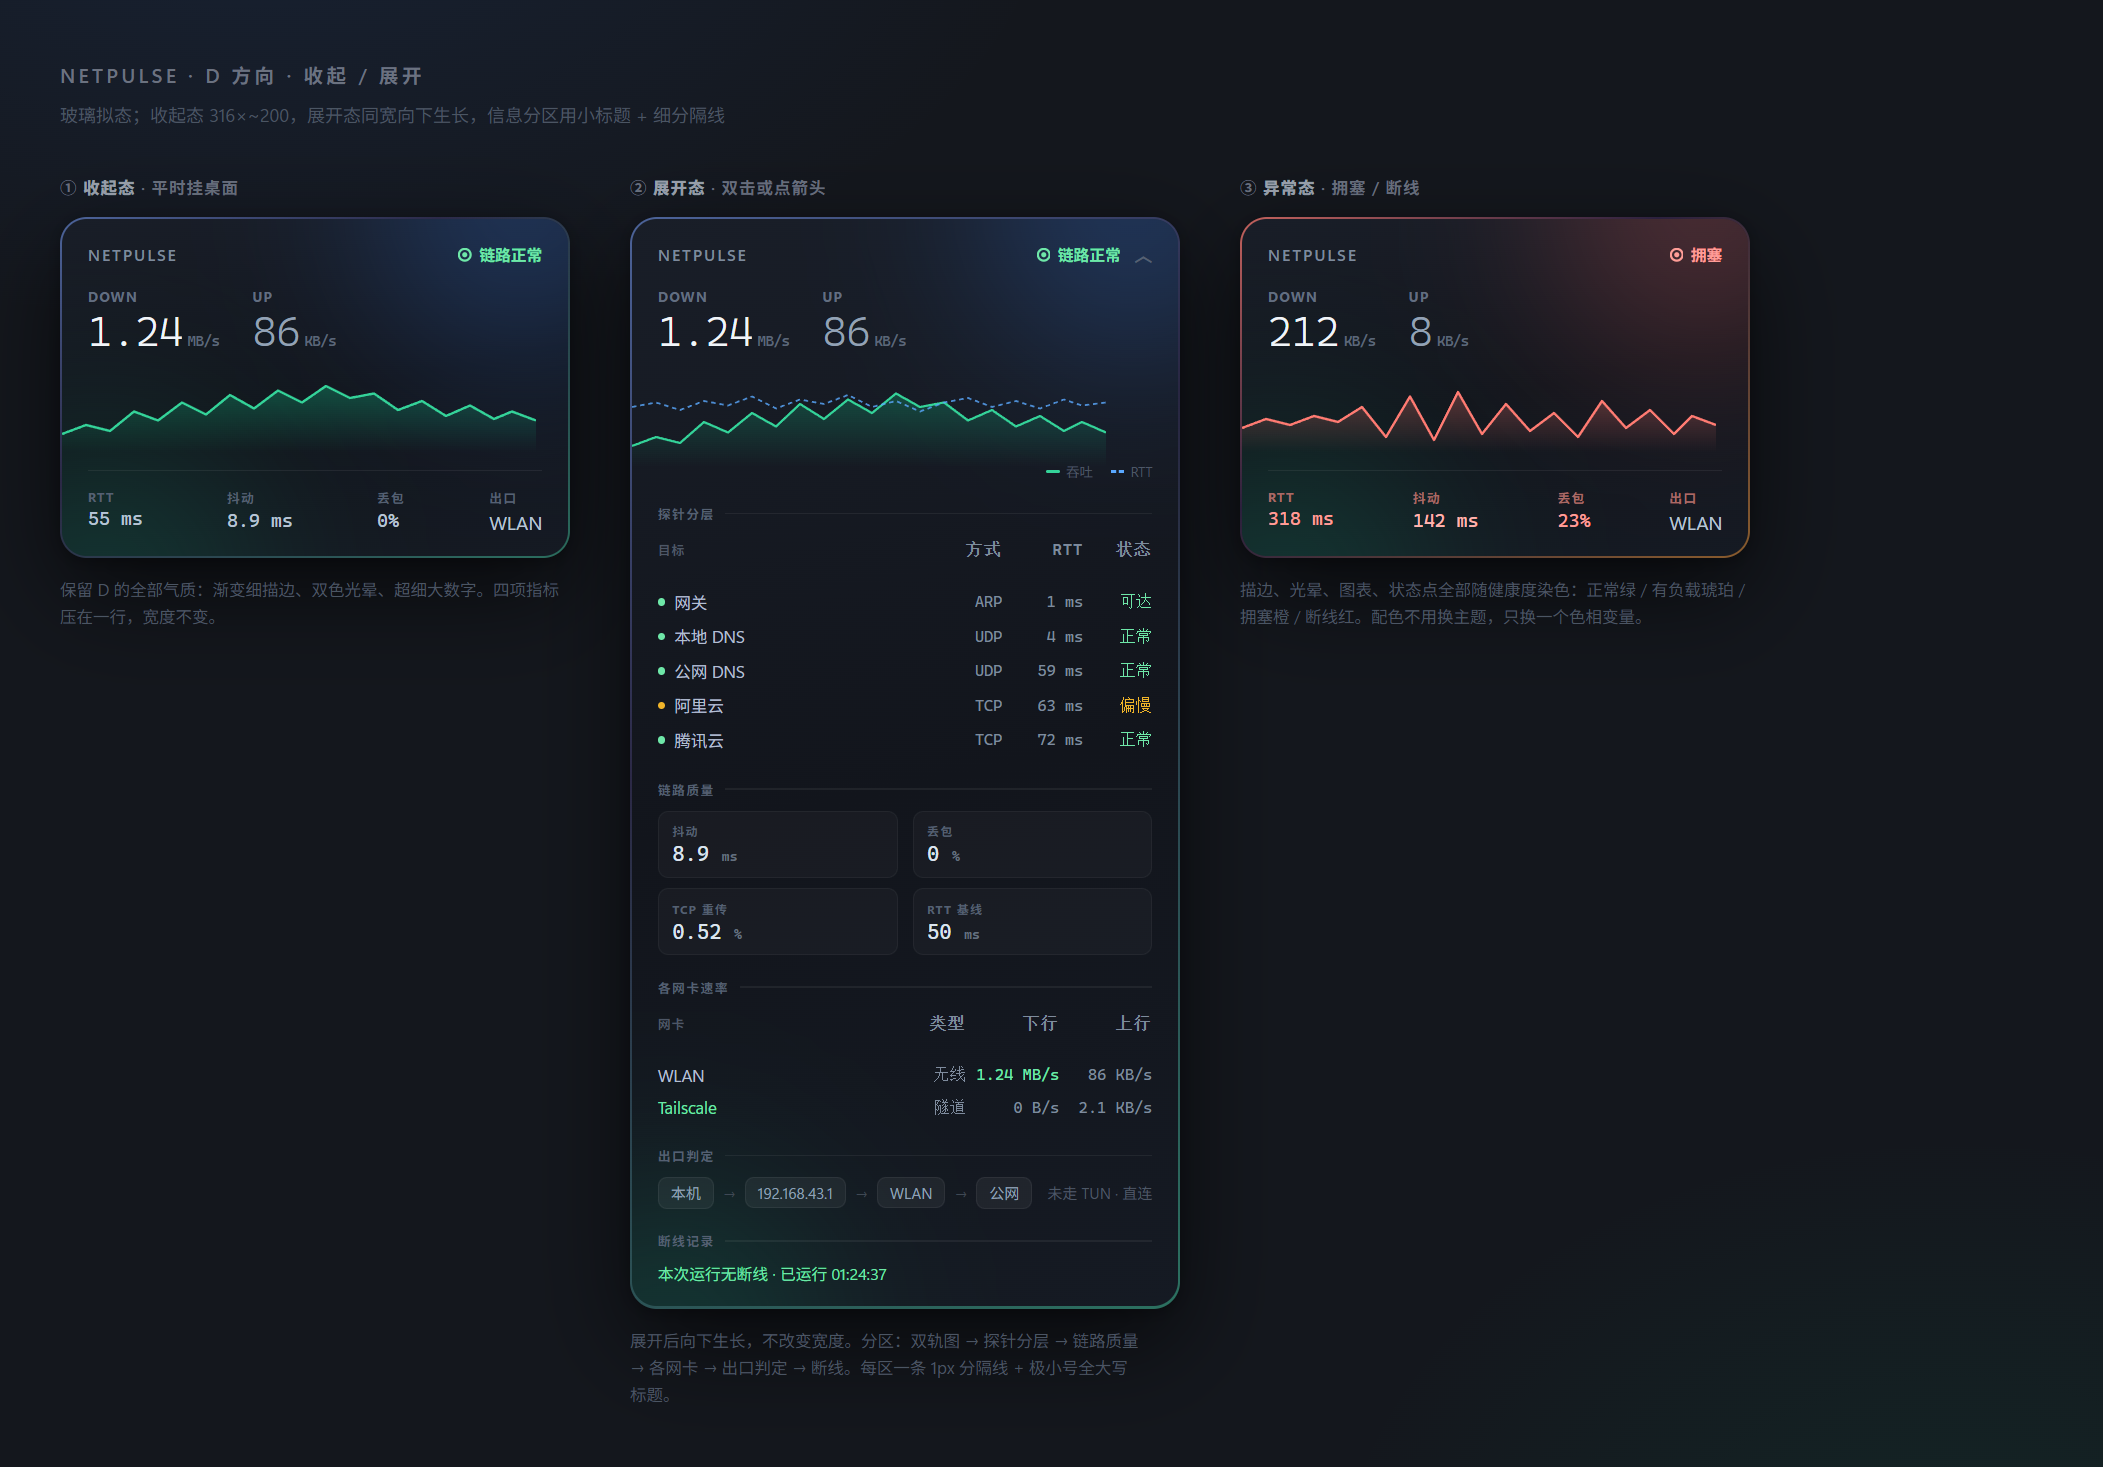 NETPULSE · D 方向 · 收起 / 展开
玻璃拟态；收起态 316×~200，展开态同宽向下生长，信息分区用小标题 + 细分隔线
① 收起态 · 平时挂桌面
NETPULSE
链路正常
DOWN
UP
1.24 MB/s
86 KB/s
RTT
抖动
丢包
出口
55 ms
8.9 ms
0%
WLAN
保留 D 的全部气质：渐变细描边、双色光晕、超细大数字。四项指标
压在一行，宽度不变。
② 展开态 · 双击或点箭头
NETPULSE
链路正常
DOWN
UP
1.24 MB/s
86 KB/s
吞吐
RTT
探针分层
目标 方式 RTT 状态
网关 ARP 1 ms 可达
本地 DNS UDP 4 ms 正常
公网 DNS UDP 59 ms 正常
阿里云 TCP 63 ms 偏慢
腾讯云 TCP 72 ms 正常
链路质量
抖动
8.9 ms
丢包
0 %
TCP 重传
0.52 %
RTT 基线
50 ms
各网卡速率
网卡 类型 下行 上行
WLAN 无线 1.24 MB/s 86 KB/s
Tailscale 隧道 0 B/s 2.1 KB/s
出口判定
本机 → 192.168.43.1 → WLAN → 公网 未走 TUN · 直连
断线记录
本次运行无断线 · 已运行 01:24:37
展开后向下生长，不改变宽度。分区：双轨图 → 探针分层 → 链路质量
→ 各网卡 → 出口判定 → 断线。每区一条 1px 分隔线 + 极小号全大写
标题。
③ 异常态 · 拥塞 / 断线
NETPULSE
拥塞
DOWN
UP
212 KB/s
8 KB/s
RTT
抖动
丢包
出口
318 ms
142 ms
23%
WLAN
描边、光晕、图表、状态点全部随健康度染色：正常绿 / 有负载琥珀 /
拥塞橙 / 断线红。配色不用换主题，只换一个色相变量。